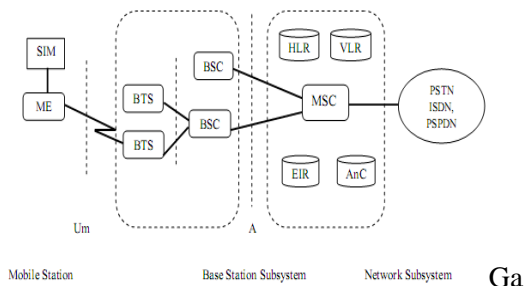 HLR VLR
SIM
BSC
ME
BTS
MSC
PSTN
ISDN,
PSPDN
BSC
BTS
EIR AnC
Um A
Mobile Station Base Station Subsystem Network Subsystem Ga